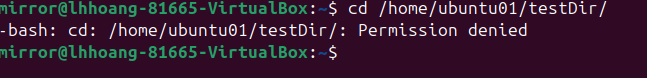 mirror@lhhoang-81665-VirtualBox:~$ cd /home/ubuntu01/testDir/
-bash: cd: /home/ubuntu01/testDir/: Permission denied
mirror@lhhoang-81665-VirtualBox:~$